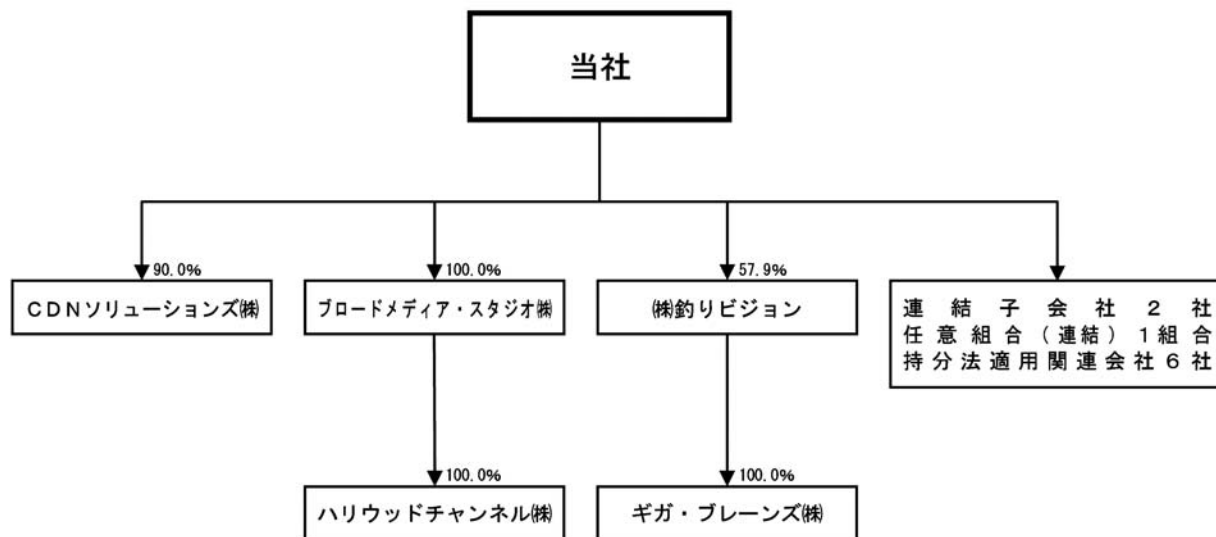 当社
90.0%
100.0%
57.9%
CDNソリューションズ㈱
ブロードメディア・スタジオ㈱
㈱釣りビジョン
連結子会社2社
任意組合(連結)1組合
持分法適用関連会社6社
100.0%
100.0%
ハリウッドチャンネル㈱
ギガ・ブレーンズ㈱